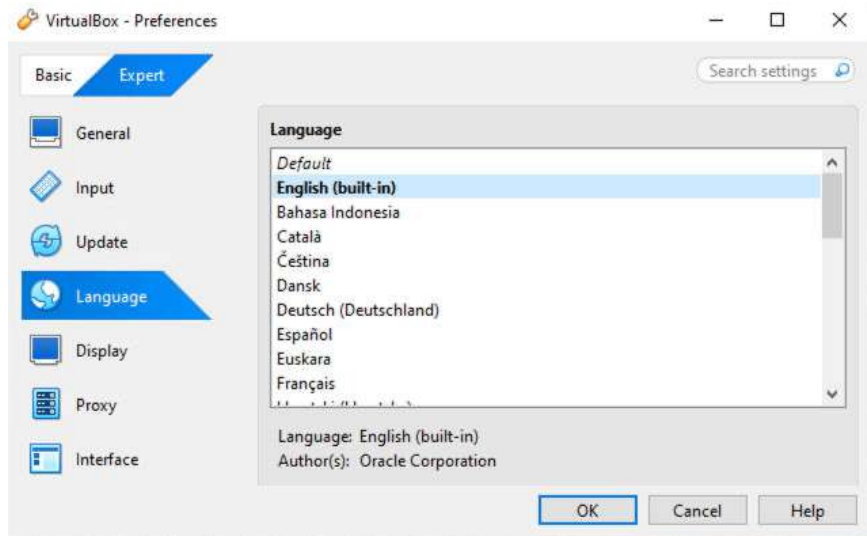 VirtualBox - Preferences
Basic
Expert
Search settings
General
Input
Update
Language
Display
Proxy
Interface
Language
Default
English (built-in)
Bahasa Indonesia
Català
Čeština
Dansk
Deutsch (Deutschland)
Español
Euskara
Français
Language: English (built-in)
Author(s): Oracle Corporation
OK
Cancel
Help